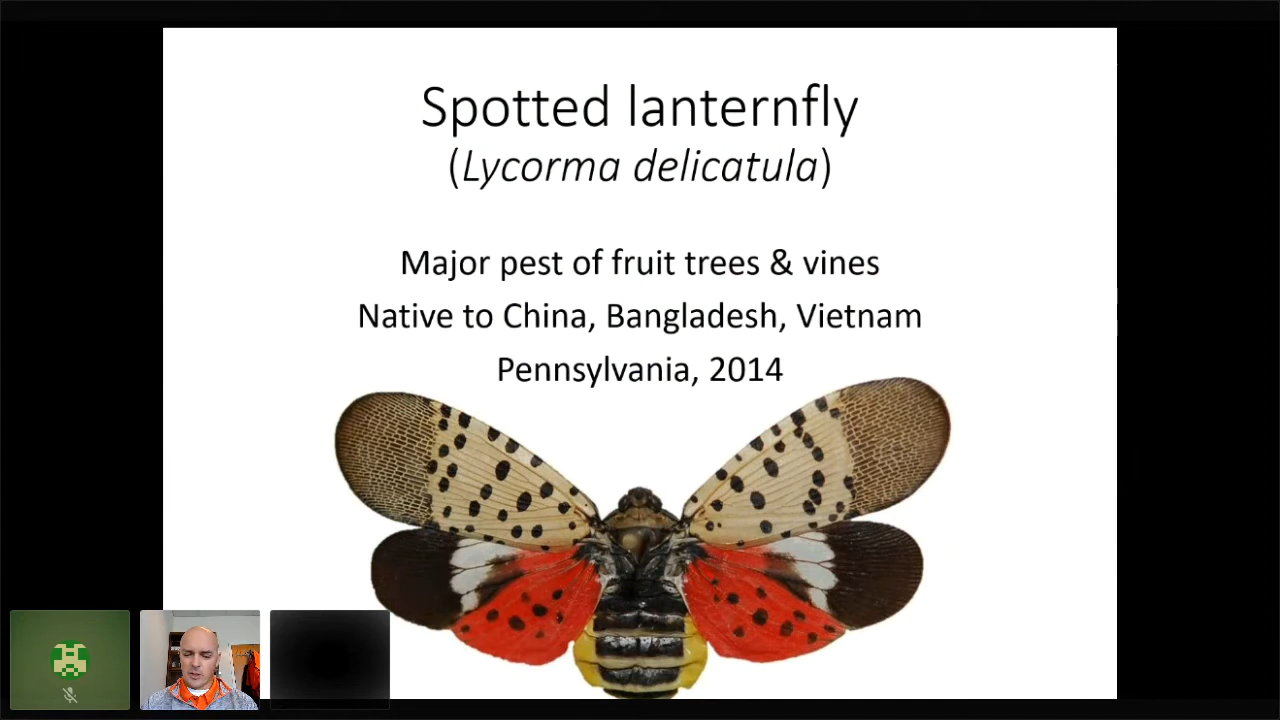 Spotted lanternfly
(Lycorma delicatula)
Major pest of fruit trees & vines
Native to China, Bangladesh, Vietnam
Pennsylvania, 2014